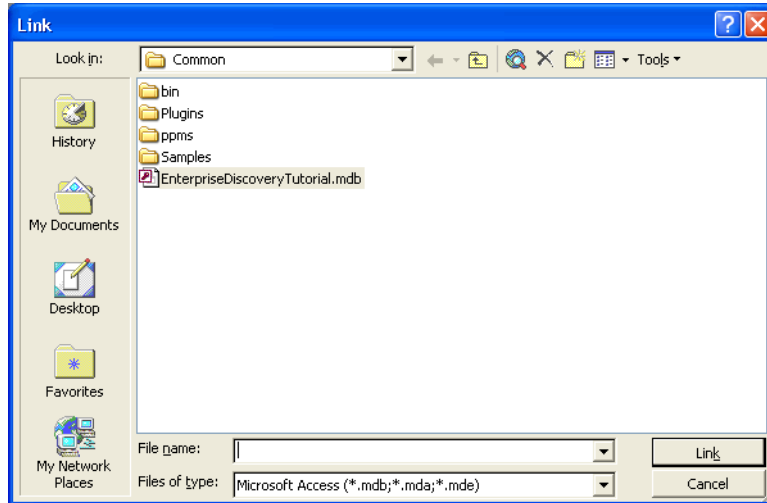 Link
Look in:
Common
Tools
History
My Documents
Desktop
Favorites
My Network
Places
bin
Plugins
ppms
Samples
EnterpriseDiscoveryTutorial.mdb
File name:
Link
Files of type:
Microsoft Access (*.mdb;*.mda;*.mde)
Cancel